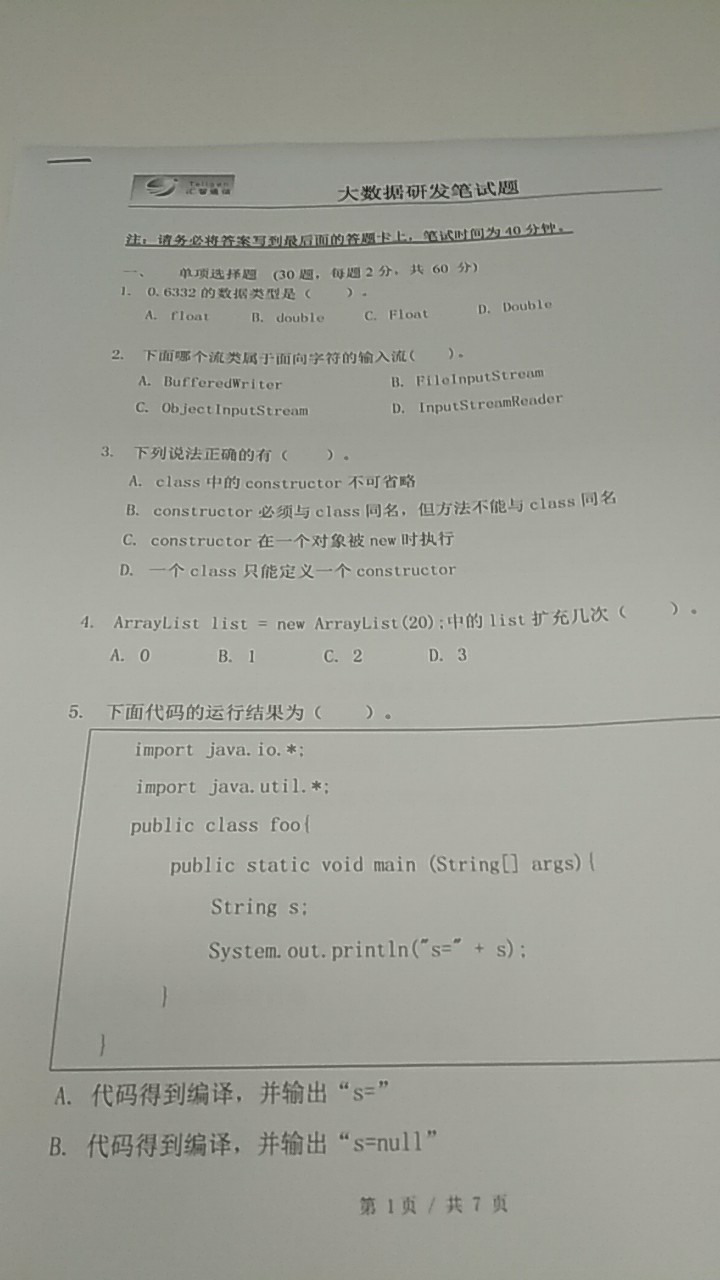 大数据研发笔试题
注：请务必将答案写到最后面的答题卡上，笔试时间为 40 分钟。
一、 单项选择题 (30 题，每题 2 分，共 60 分)
1. 0.6332 的数据类型是（ ）。
A. float B. double C. Float D. Double
2. 下面哪个流类属于面向字符的输入流( )。
A. BufferedWriter B. FileInputStream
C. ObjectInputStream D. InputStreamReader
3. 下列说法正确的有（ ）。
A. class 中的 constructor 不可省略
B. constructor 必须与 class 同名，但方法不能与 class 同名
C. constructor 在一个对象被 new 时执行
D. 一个 class 只能定义一个 constructor
4. ArrayList list = new ArrayList(20);中的 list 扩充几次（ ）。
A. 0 B. 1 C. 2 D. 3
5. 下面代码的运行结果为（ ）。
import java.io.*;
import java.util.*;
public class foo{
public static void main (String[] args){
String s;
System.out.println("s=" + s);
}
}
A. 代码得到编译，并输出“s=”
B. 代码得到编译，并输出“s=null”
第 1 页 / 共 7 页